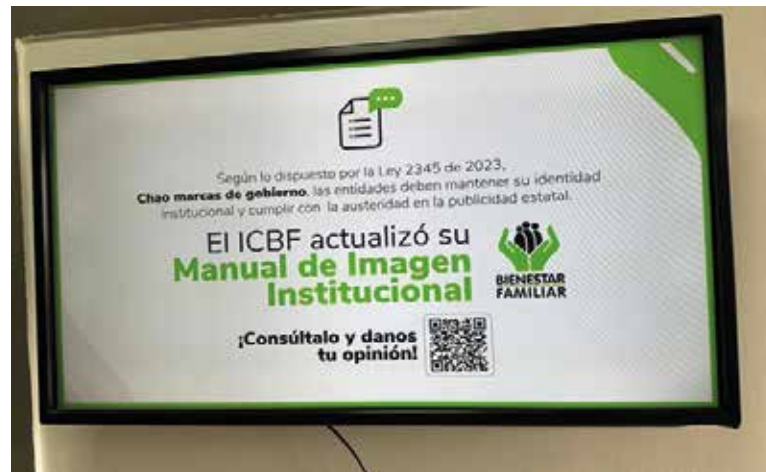 Según lo dispuesto por la Ley 2345 de 2023,
Chao marcas de gobierno, las entidades deben mantener su identidad
institucional y cumplir con la austeridad en la publicidad estatal.
El ICBF actualizó su
Manual de Imagen
Institucional
BIENESTAR
FAMILIAR
¡Consúltalo y danos
tu opinión!